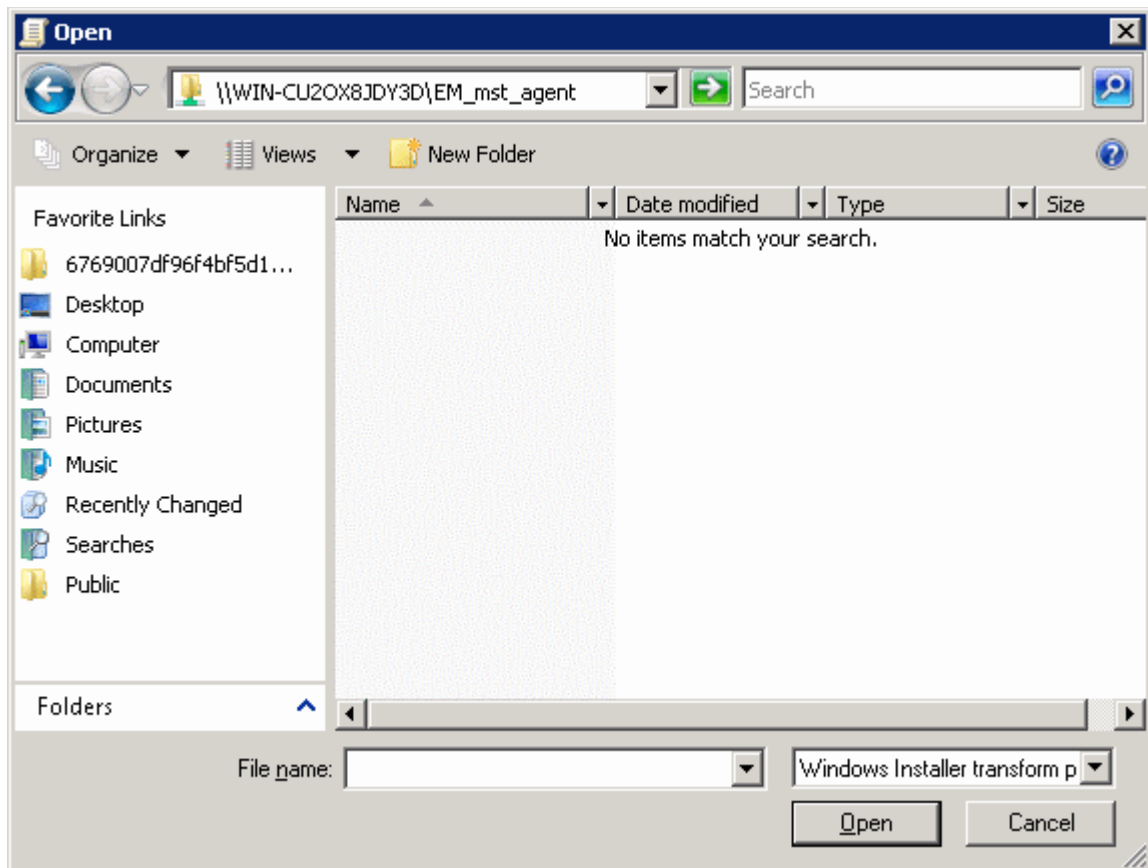 Open
\\WIN-CU2OX8JDY3D\EM_mst_agent
Search
Organize Views New Folder
Favorite Links
6769007df96f4bf5d1...
Desktop
Computer
Documents
Pictures
Music
Recently Changed
Searches
Public
Folders
Name Date modified Type Size
No items match your search.
File name: Windows Installer transform p
Open Cancel